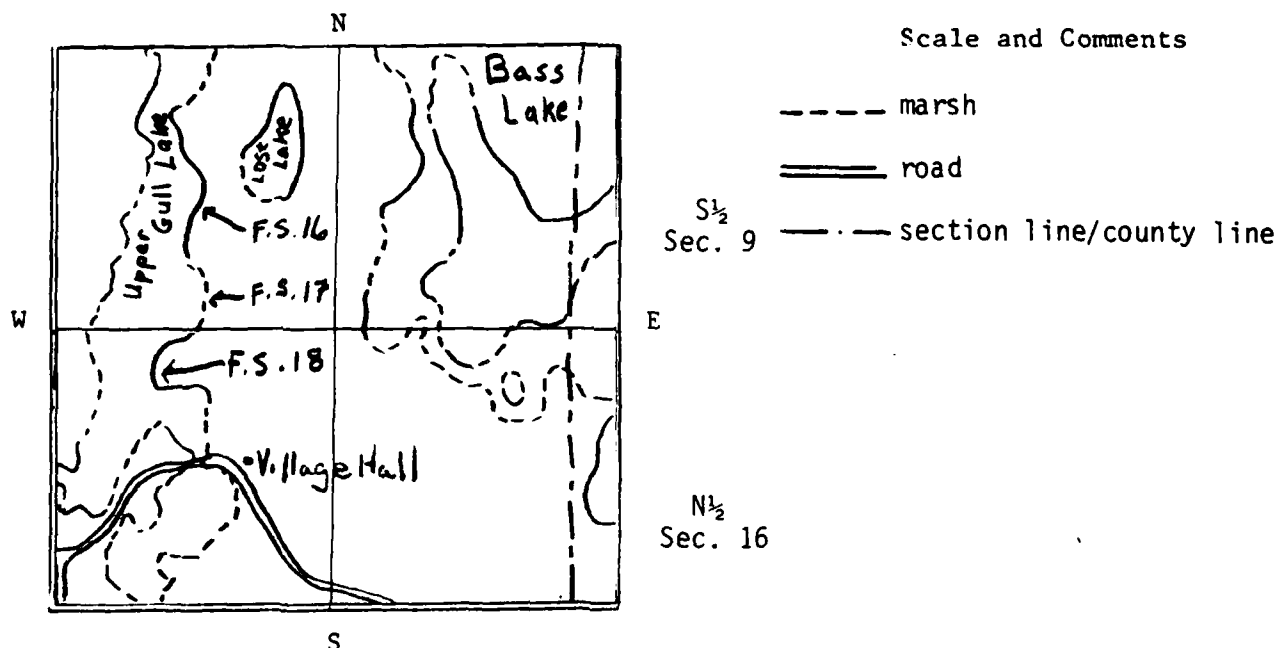 N
Scale and Comments
Bass
Lake
marsh
Lost
Lake
Upper
Gull Lake
road
F.S.16
S½
Sec. 9
section line/county line
F.S.17
W
E
F.S.18
Village Hall
N½
Sec. 16
S